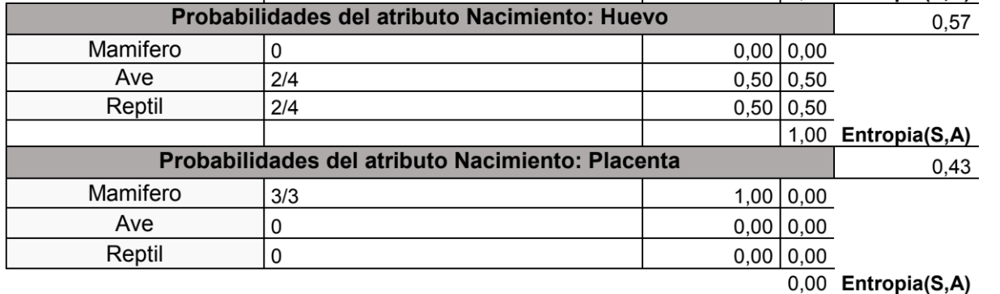 Probabilidades del atributo Nacimiento: Huevo 0,57
Mamifero 0 0,00 0,00
Ave 2/4 0,50 0,50
Reptil 2/4 0,50 0,50
1,00 Entropia(S,A)
Probabilidades del atributo Nacimiento: Placenta 0,43
Mamifero 3/3 1,00 0,00
Ave 0 0,00 0,00
Reptil 0 0,00 0,00
0,00 Entropia(S,A)